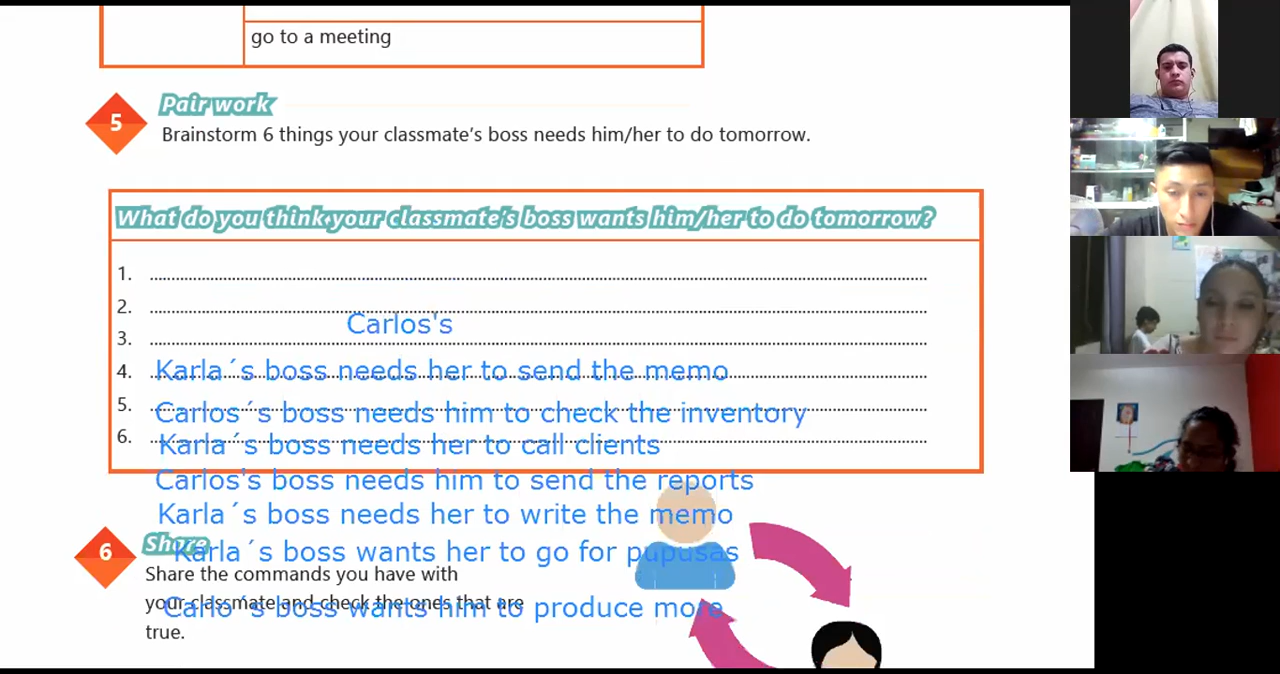 go to a meeting
5
Pair work
Brainstorm 6 things your classmate's boss needs him/her to do tomorrow.
What do you think your classmate's boss wants him/her to do tomorrow?
1.
2.
Carlos's
3.
4. Karla´s boss needs her to send the memo
5. Carlos´s boss needs him to check the inventory
6. Karla´s boss needs her to call clients
Carlos's boss needs him to send the reports
Karla´s boss needs her to write the memo
6
Share
Karla ´s boss wants her to go for pupusas
Share the commands you have with
your classmate and check the ones that are
Carlo´s boss wants him to produce more
true.